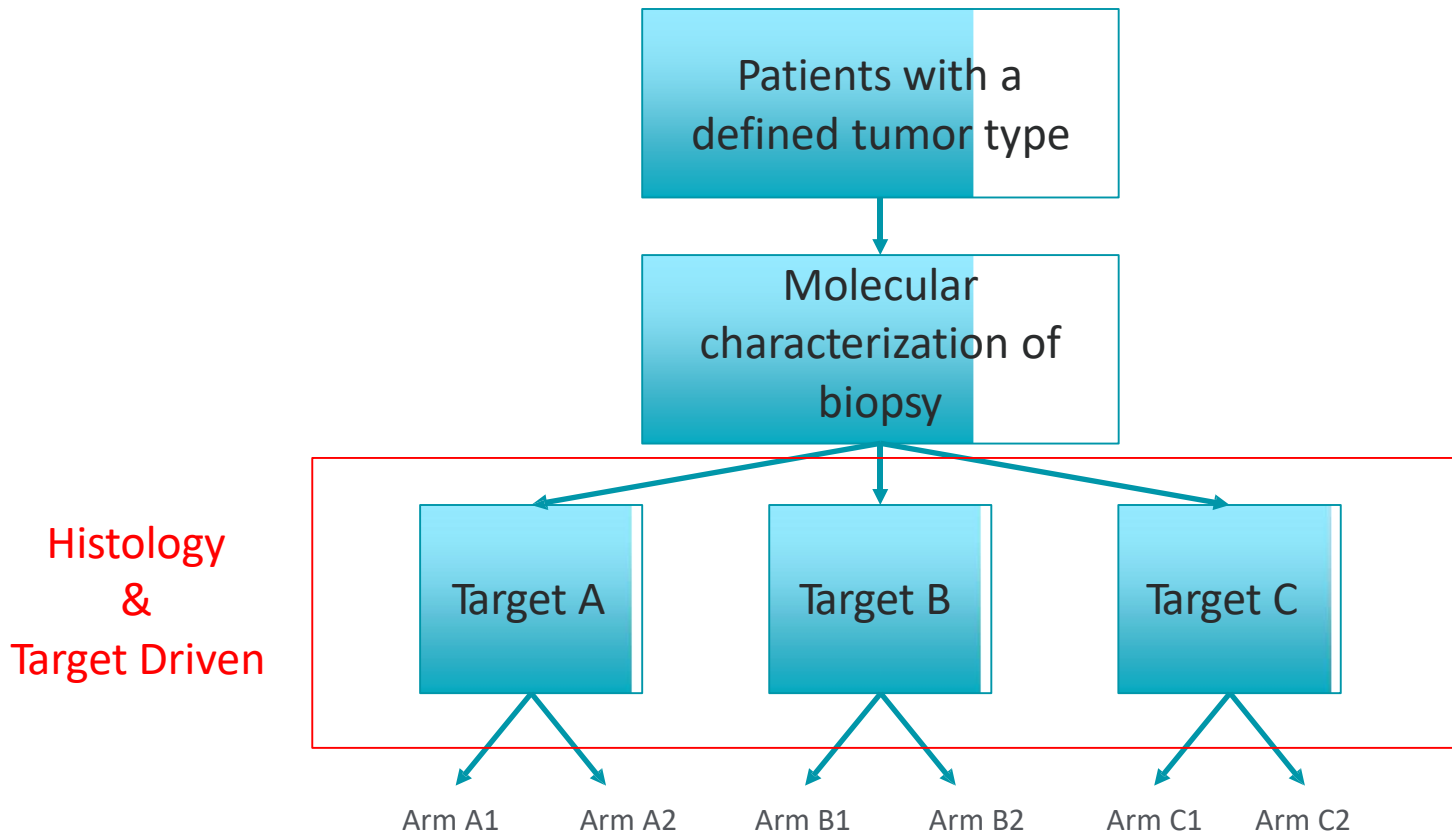 Patients with a
defined tumor type
Molecular
characterization of
biopsy
Histology
&
Target Driven
Target A
Target B
Target C
Arm A1
Arm A2
Arm B1
Arm B2
Arm C1
Arm C2